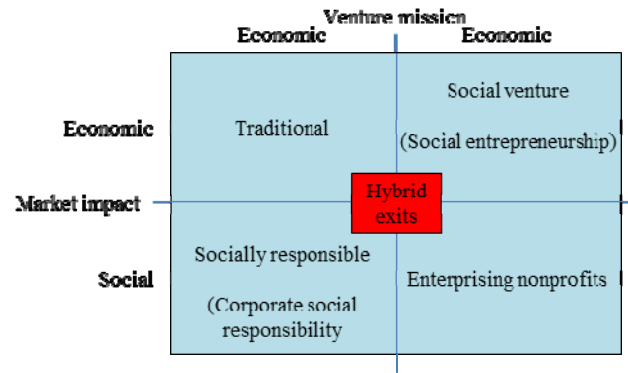 Venture mission
Economic Economic
Social venture
Economic Traditional (Social entrepreneurship)
Hybrid
Market impact exits
Socially responsible
Social Enterprising nonprofits
(Corporate social
responsibility